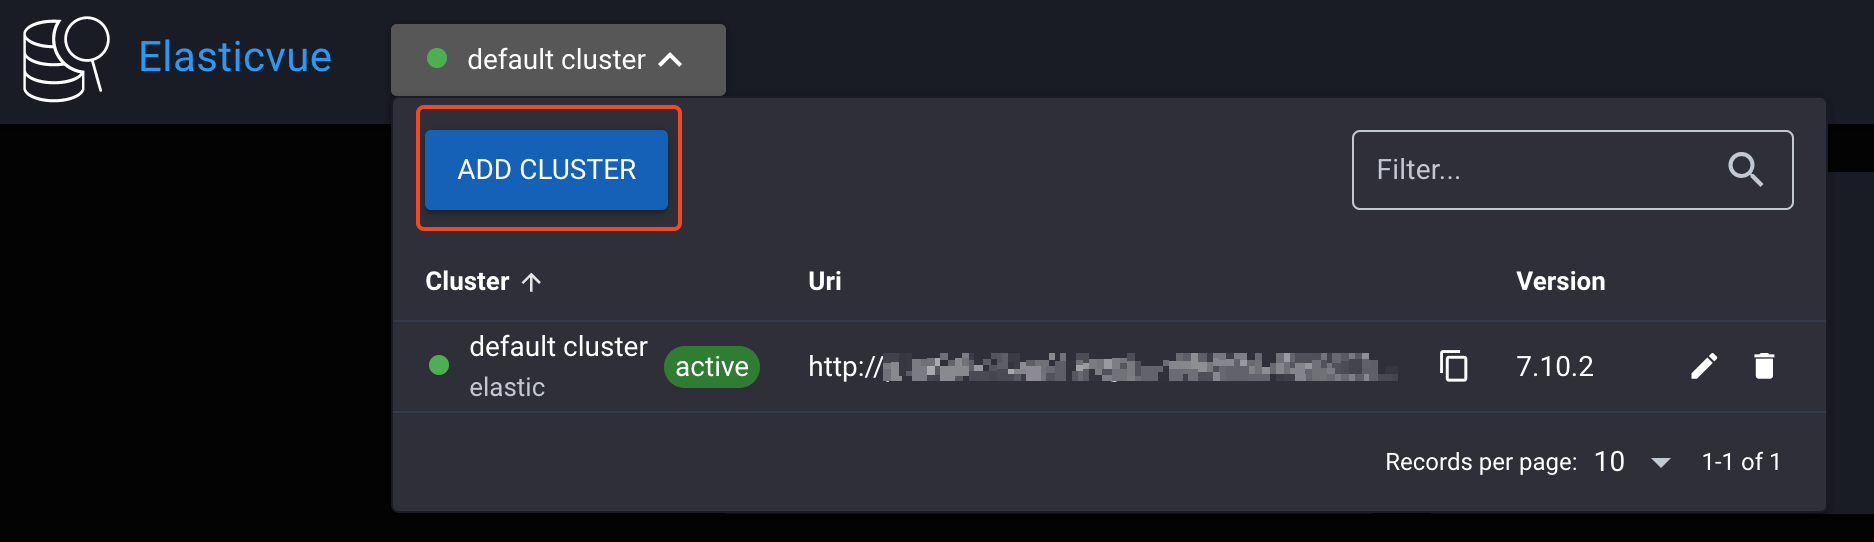 Elasticvue
default cluster
ADD CLUSTER
Filter...
Cluster Uri Version
default cluster
elastic
active
http://
7.10.2
Records per page: 10 1-1 of 1